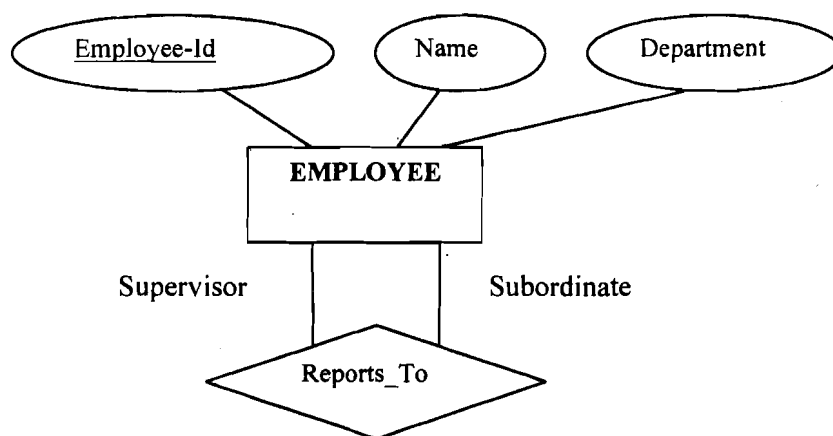 Employee-Id
Name
Department
EMPLOYEE
Supervisor
Subordinate
Reports_To